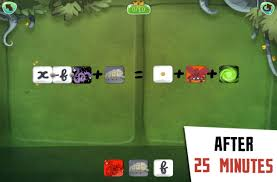 x f + = + +
f
AFTER
25 MINUTES